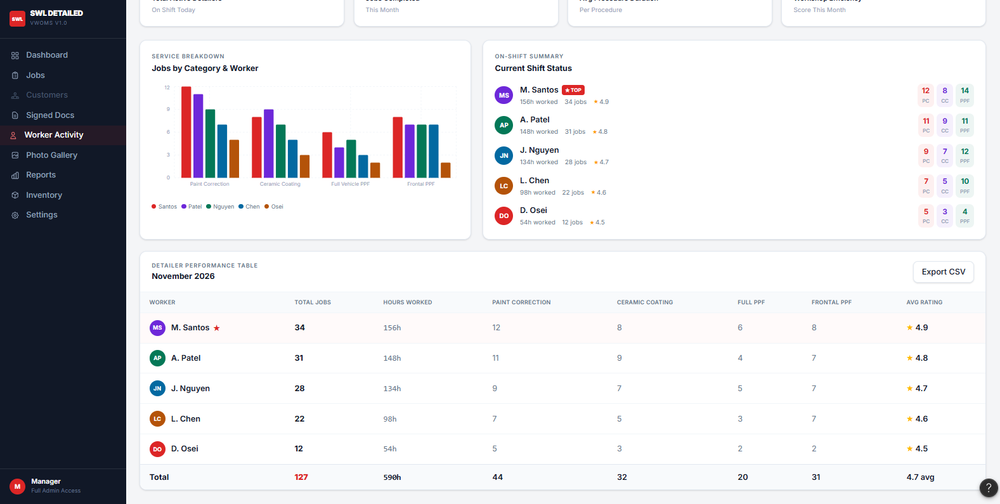 SWL
SWL DETAILED
VWOMS V1.0
Dashboard
Jobs
Customers
Signed Docs
Worker Activity
Photo Gallery
Reports
Inventory
Settings
M
Manager
Full Admin Access
On Shift Today
This Month
Per Procedure
Score This Month
SERVICE BREAKDOWN
Jobs by Category & Worker
12
9
6
3
0
Paint Correction Ceramic Coating Full Vehicle PPF Frontal PPF
Santos Patel Nguyen Chen Osei
ON-SHIFT SUMMARY
Current Shift Status
MS
M. Santos ★ TOP
156h worked 34 jobs ★ 4.9
12 8 14
PC CC PPF
AP
A. Patel
148h worked 31 jobs ★ 4.8
11 9 11
PC CC PPF
JN
J. Nguyen
134h worked 28 jobs ★ 4.7
9 7 12
PC CC PPF
LC
L. Chen
98h worked 22 jobs ★ 4.6
7 5 10
PC CC PPF
DO
D. Osei
54h worked 12 jobs ★ 4.5
5 3 4
PC CC PPF
DETAILER PERFORMANCE TABLE
November 2026
Export CSV
WORKER TOTAL JOBS HOURS WORKED PAINT CORRECTION CERAMIC COATING FULL PPF FRONTAL PPF AVG RATING
MS M. Santos ★ 34 156h 12 8 6 8 ★ 4.9
AP A. Patel 31 148h 11 9 4 7 ★ 4.8
JN J. Nguyen 28 134h 9 7 5 7 ★ 4.7
LC L. Chen 22 98h 7 5 3 7 ★ 4.6
DO D. Osei 12 54h 5 3 2 2 ★ 4.5
Total 127 590h 44 32 20 31 4.7 avg
?